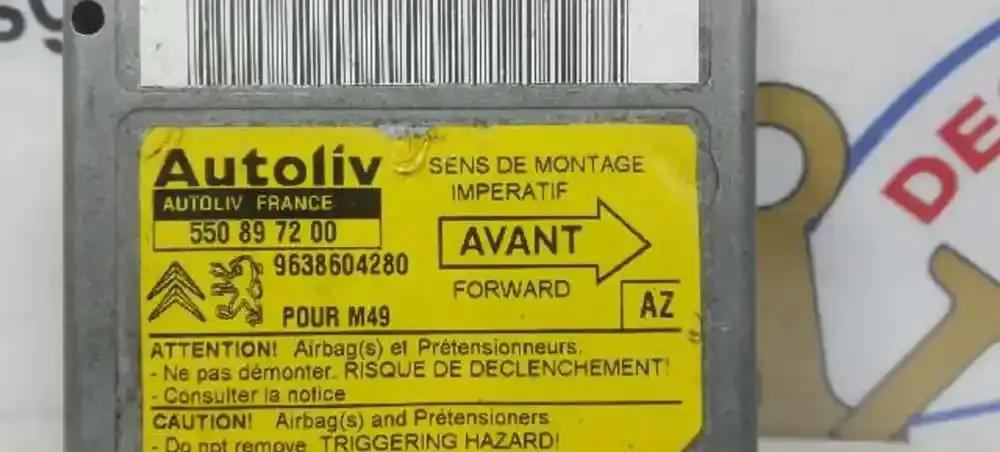 Autoliv
AUTOLIV FRANCE
550 89 72 00
9638604280
POUR M49
SENS DE MONTAGE
IMPERATIF
AVANT
FORWARD
AZ
ATTENTION! Airbag(s) et Prétensionneurs.
- Ne pas démonter. RISQUE DE DECLENCHEMENT!
- Consulter la notice
CAUTION! Airbag(s) and Prétensioners
- Do not remove. TRIGGERING HAZARD!